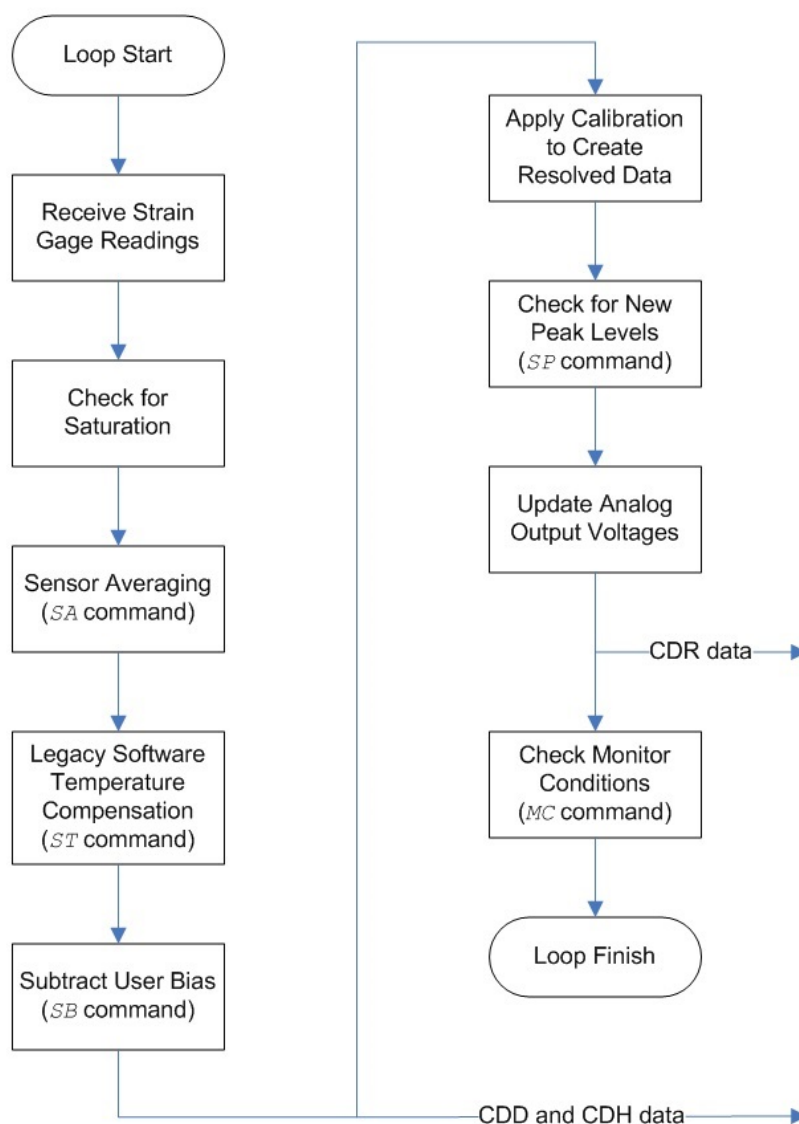 Loop Start
Receive Strain
Gage Readings
Check for
Saturation
Sensor Averaging
(SA command)
Legacy Software
Temperature
Compensation
(ST command)
Subtract User Bias
(SB command)
CDD and CDH data
Apply Calibration
to Create
Resolved Data
Check for New
Peak Levels
(SP command)
Update Analog
Output Voltages
CDR data
Check Monitor
Conditions
(MC command)
Loop Finish